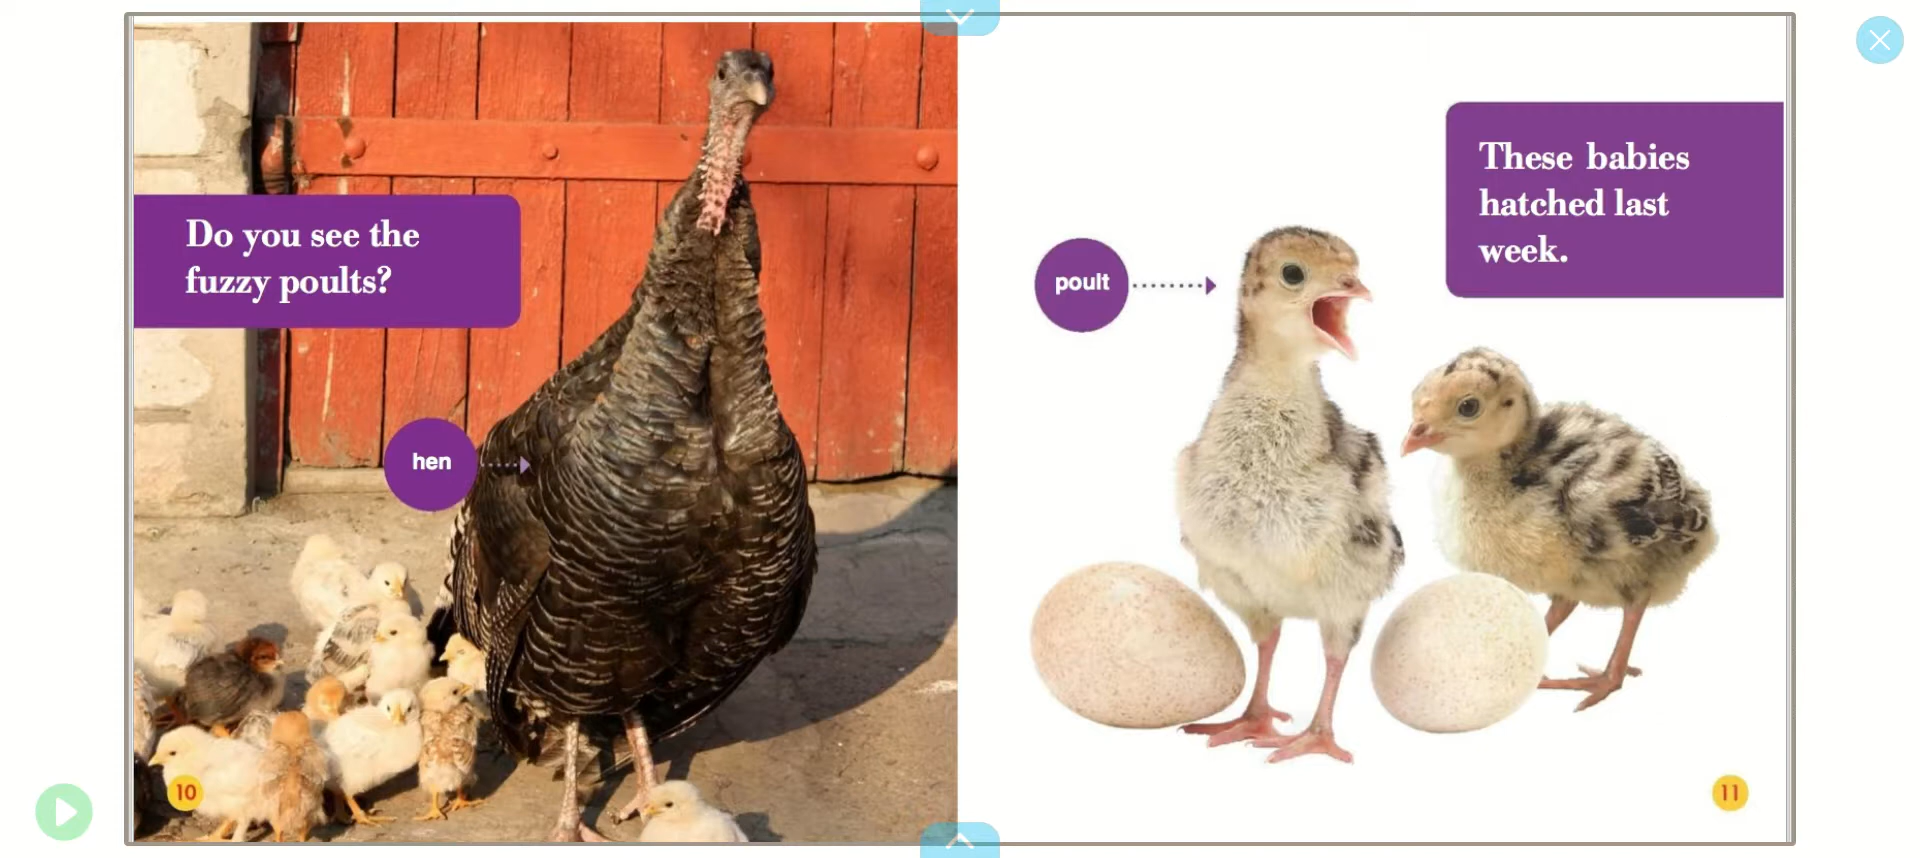 Do you see the
fuzzy poults?
hen
10
These babies
hatched last
week.
poult
11